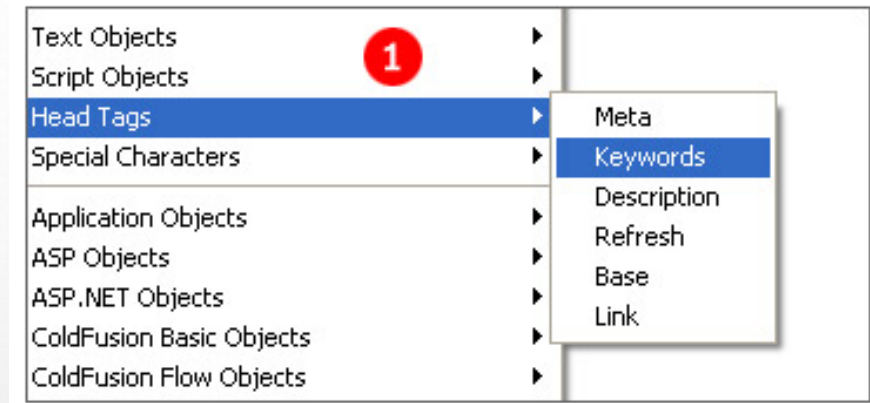 Text Objects
1
Script Objects
Head Tags
Special Characters
Application Objects
ASP Objects
ASP.NET Objects
ColdFusion Basic Objects
ColdFusion Flow Objects
Meta
Keywords
Description
Refresh
Base
Link